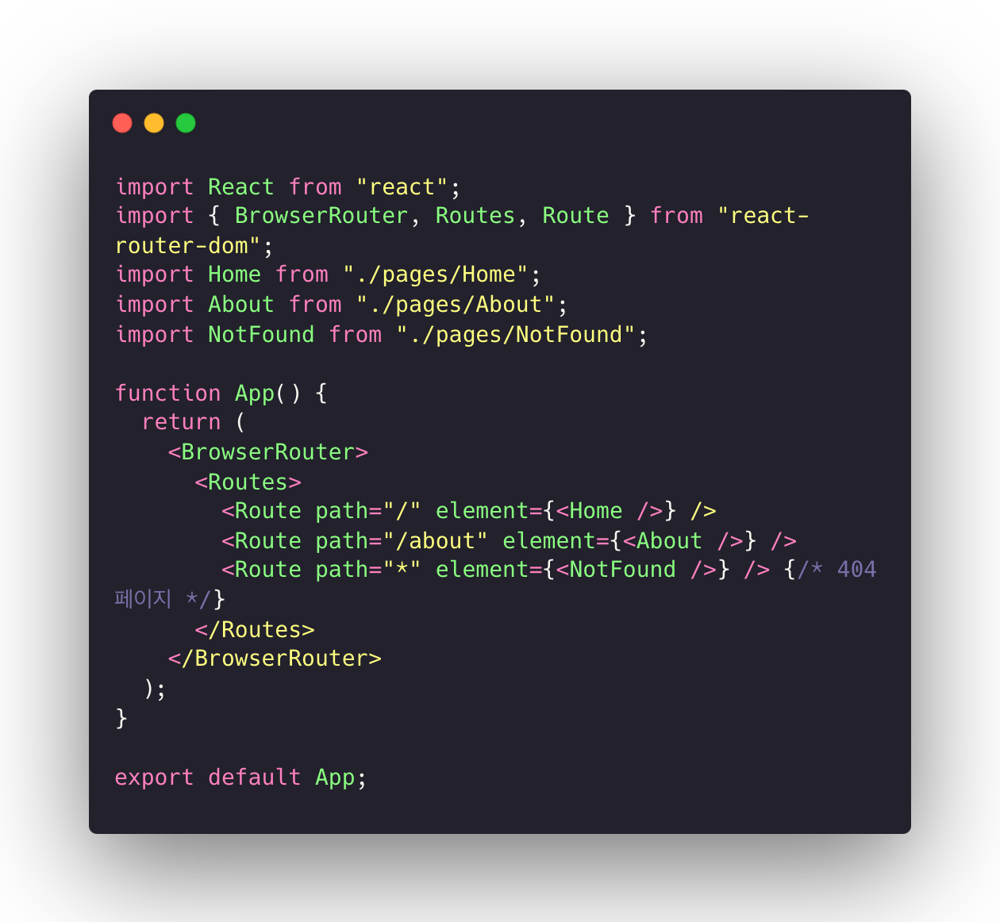 import React from "react";
import { BrowserRouter, Routes, Route } from "react-
router-dom";
import Home from "./pages/Home";
import About from "./pages/About";
import NotFound from "./pages/NotFound";

function App() {
  return (
    <BrowserRouter>
      <Routes>
        <Route path="/" element={<Home />} />
        <Route path="/about" element={<About />} />
        <Route path="*" element={<NotFound />} /> {/* 404
페이지 */}
      </Routes>
    </BrowserRouter>
  );
}

export default App;